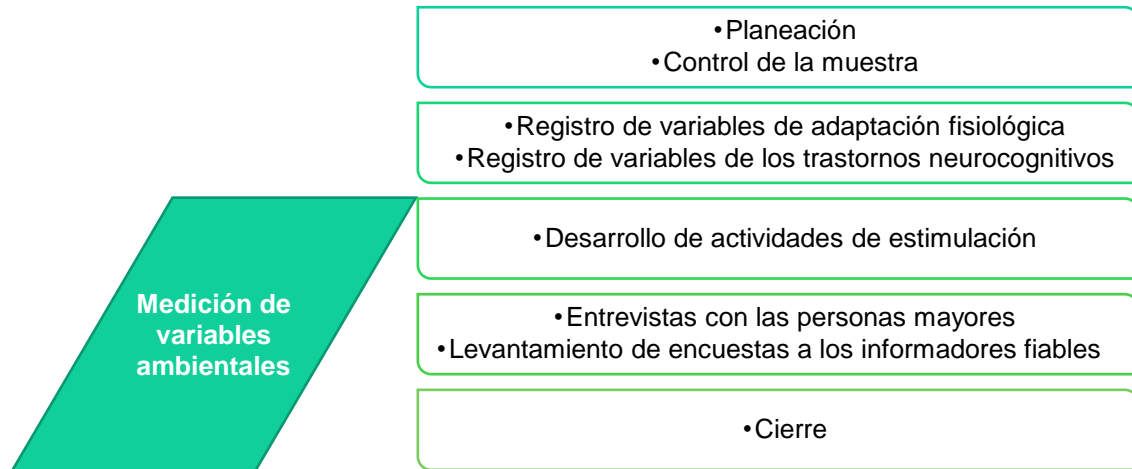 •Planeación
•Control de la muestra
•Registro de variables de adaptación fisiológica
•Registro de variables de los trastornos neurocognitivos
•Desarrollo de actividades de estimulación
Medición de
variables
ambientales
•Entrevistas con las personas mayores
•Levantamiento de encuestas a los informadores fiables
•Cierre